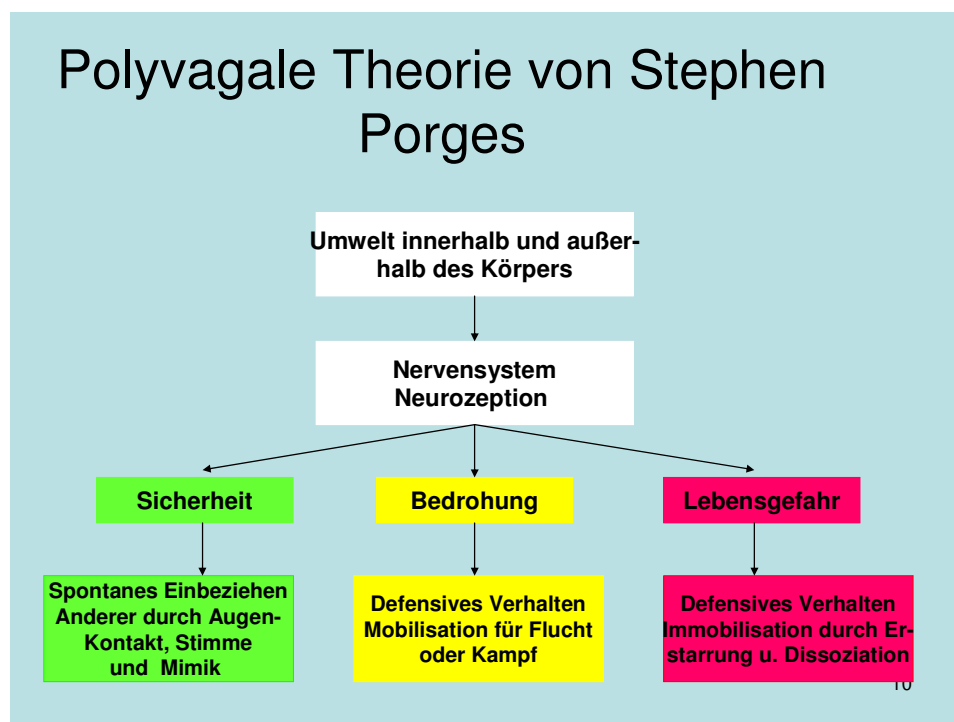 Polyvagale Theorie von Stephen
Porges
Umwelt innerhalb und außer-
halb des Körpers
Nervensystem
Neurozeption
Sicherheit
Bedrohung
Lebensgefahr
Spontanes Einbeziehen
Anderer durch Augen-
Kontakt, Stimme
und Mimik
Defensives Verhalten
Mobilisation für Flucht
oder Kampf
Defensives Verhalten
Immobilisation durch Er-
starrung u. Dissoziation
10